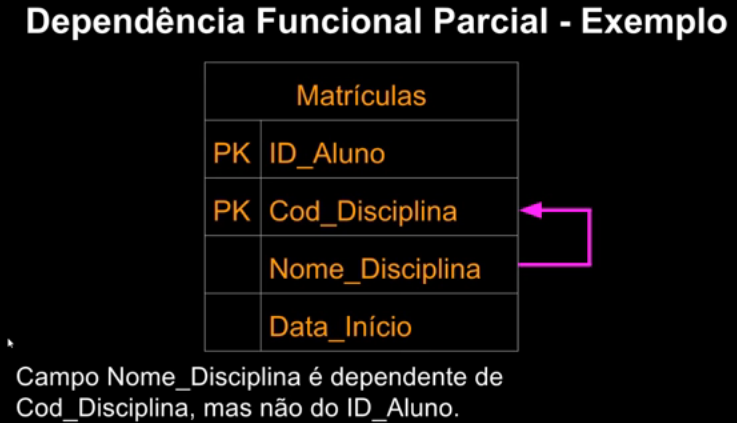 Dependência Funcional Parcial - Exemplo
Matrículas
PK ID_Aluno
PK Cod_Disciplina
Nome_Disciplina
Data_Início
Campo Nome_Disciplina é dependente de
Cod_Disciplina, mas não do ID_Aluno.